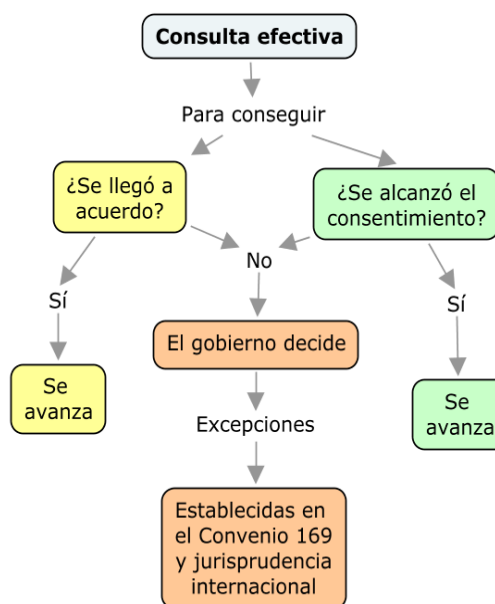 Consulta efectiva
Para conseguir
¿Se llegó a
acuerdo?
¿Se alcanzó el
consentimiento?
No
Sí
Sí
El gobierno decide
Se
avanza
Se
avanza
Excepciones
Establecidas en
el Convenio 169
y jurisprudencia
internacional